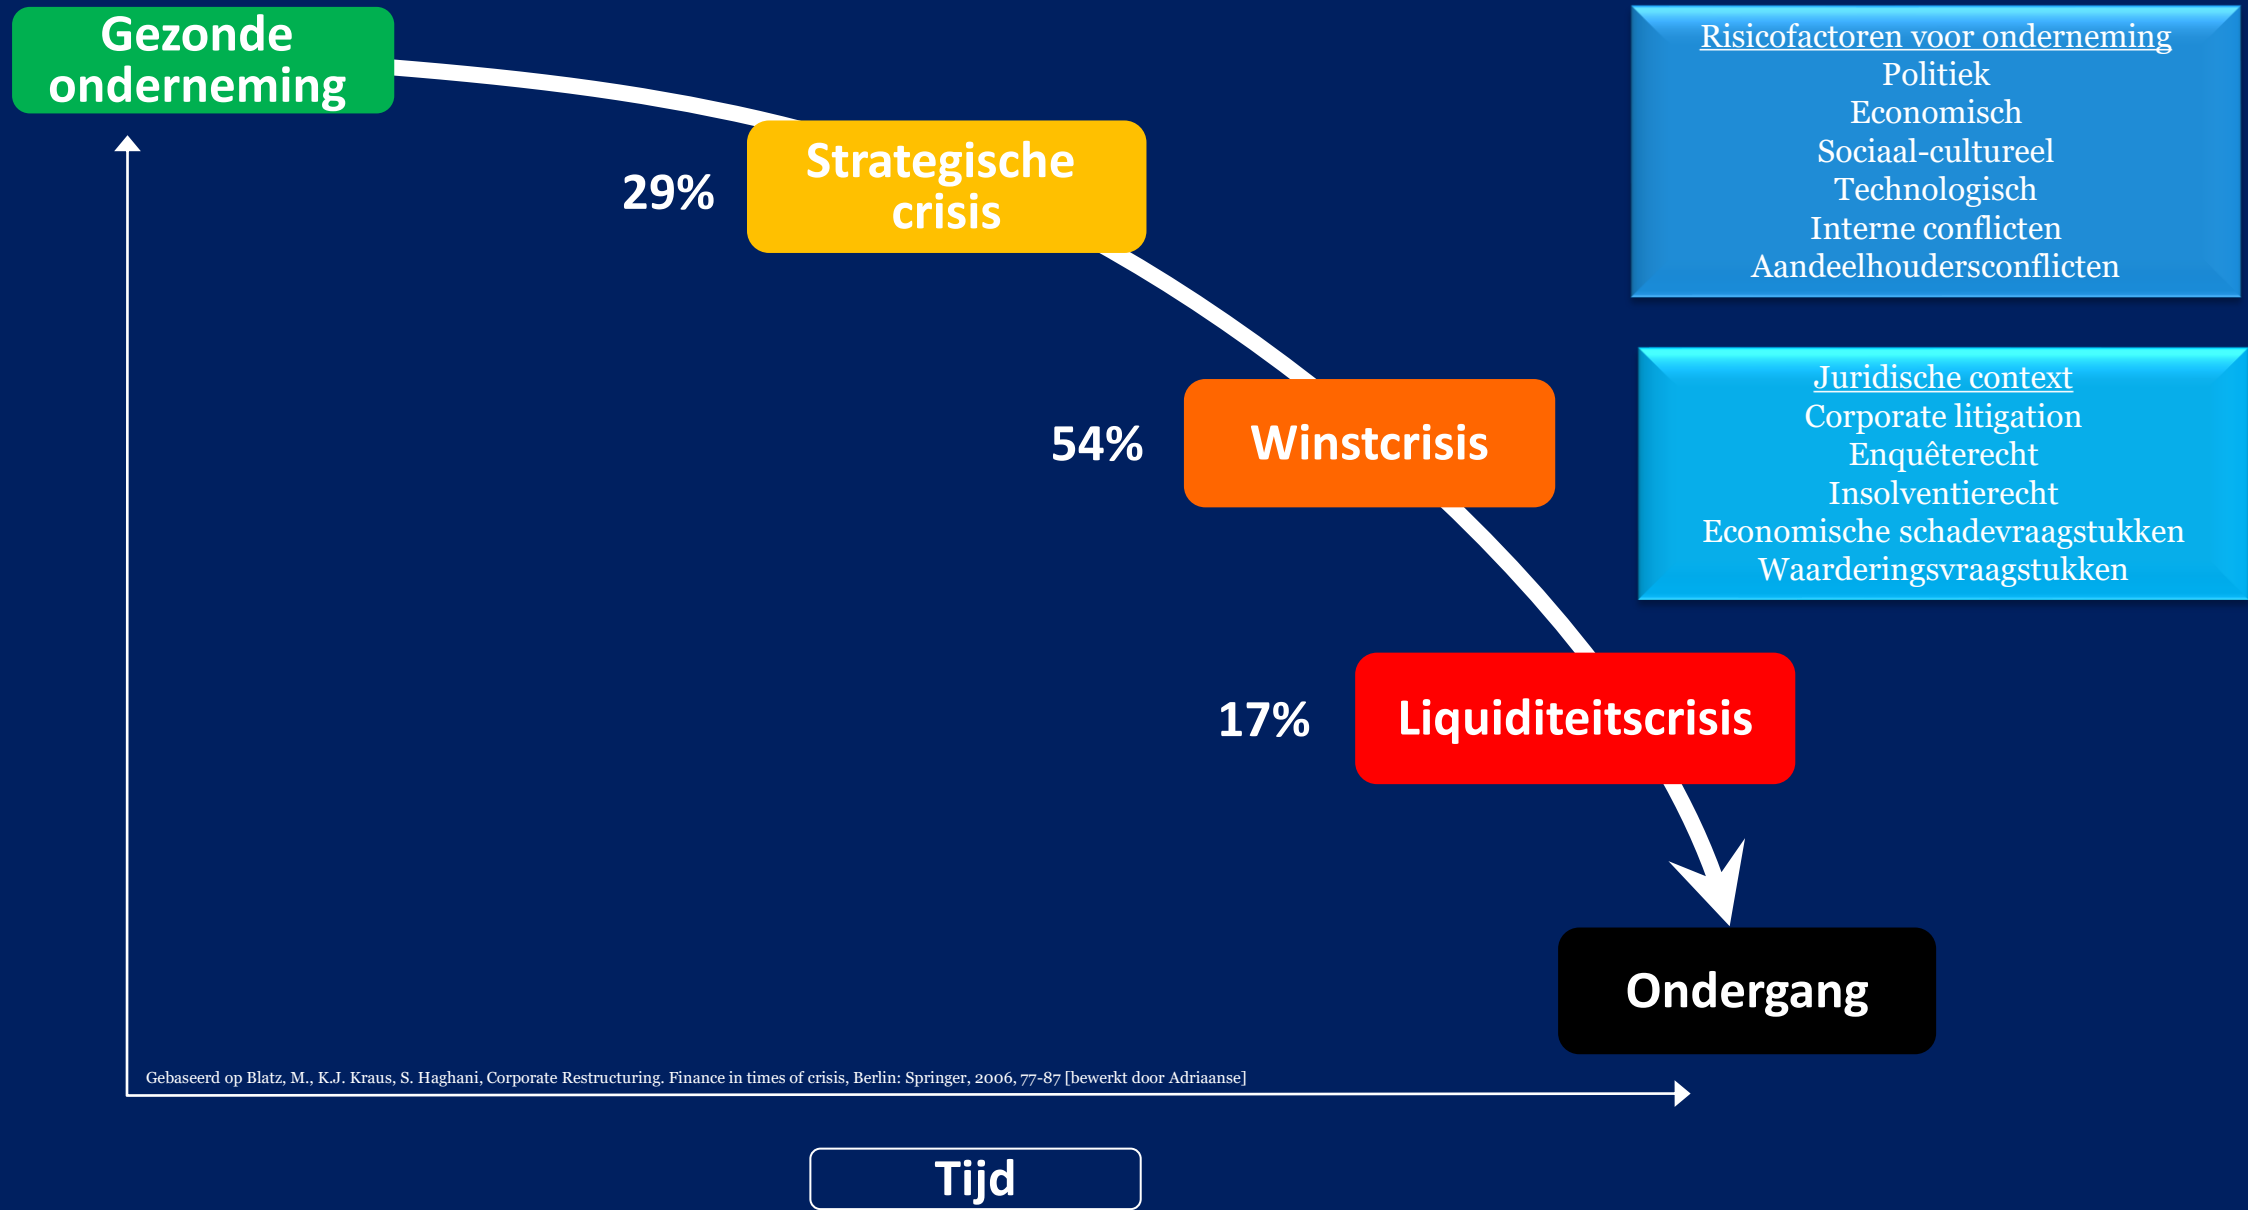 Gezonde
onderneming
Risicofactoren voor onderneming
Politiek
Economisch
Sociaal-cultureel
Technologisch
Interne conflicten
Aandeelhoudersconflicten
29%
Strategische
crisis
Juridische context
Corporate litigation
Enquêterecht
Insolventierecht
Economische schadevraagstukken
Waarderingsvraagstukken
54%
Winstcrisis
17%
Liquiditeitscrisis
Ondergang
Gebaseerd op Blatz, M., K.J. Kraus, S. Haghani, Corporate Restructuring. Finance in times of crisis, Berlin: Springer, 2006, 77-87 [bewerkt door Adriaanse]
Tijd